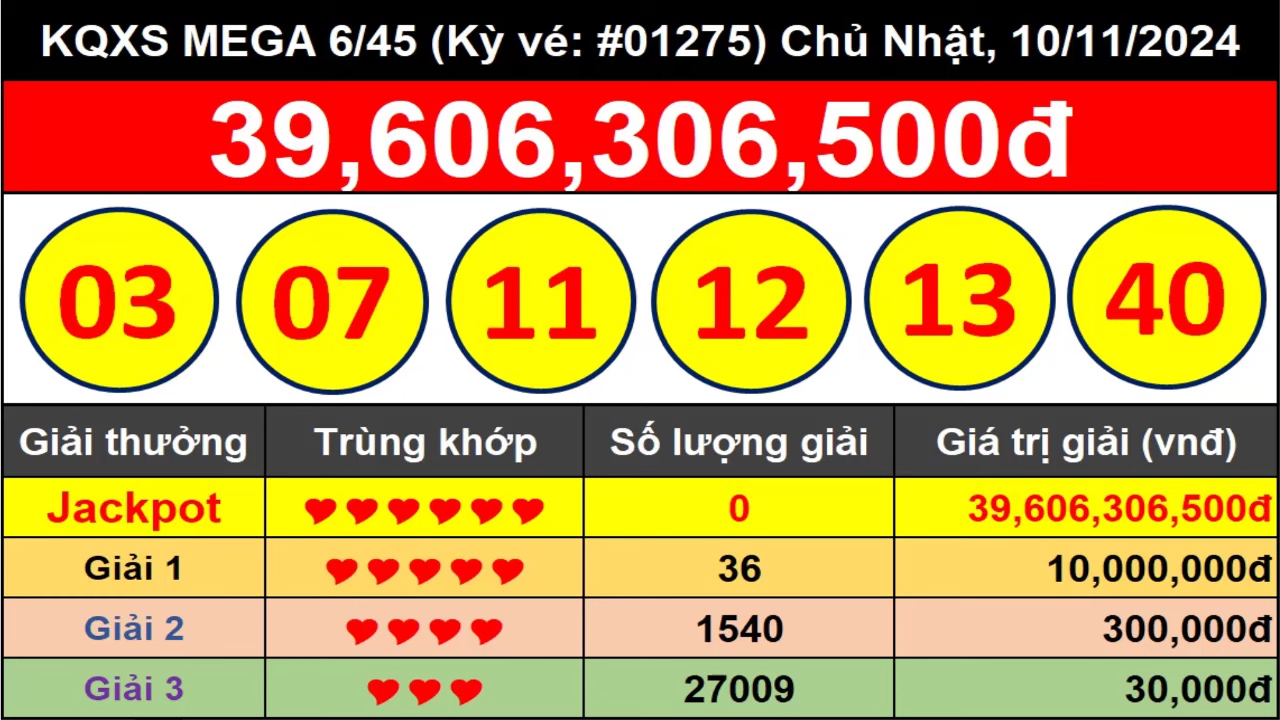 KQXS MEGA 6/45 (Kỳ vé: #01275) Chủ Nhật, 10/11/2024
39,606,306,500đ
03 07 11 12 13 40
Giải thưởng Trùng khớp Số lượng giải Giá trị giải (vnđ)
Jackpot 0 39,606,306,500đ
Giải 1 36 10,000,000đ
Giải 2 1540 300,000đ
Giải 3 27009 30,000đ